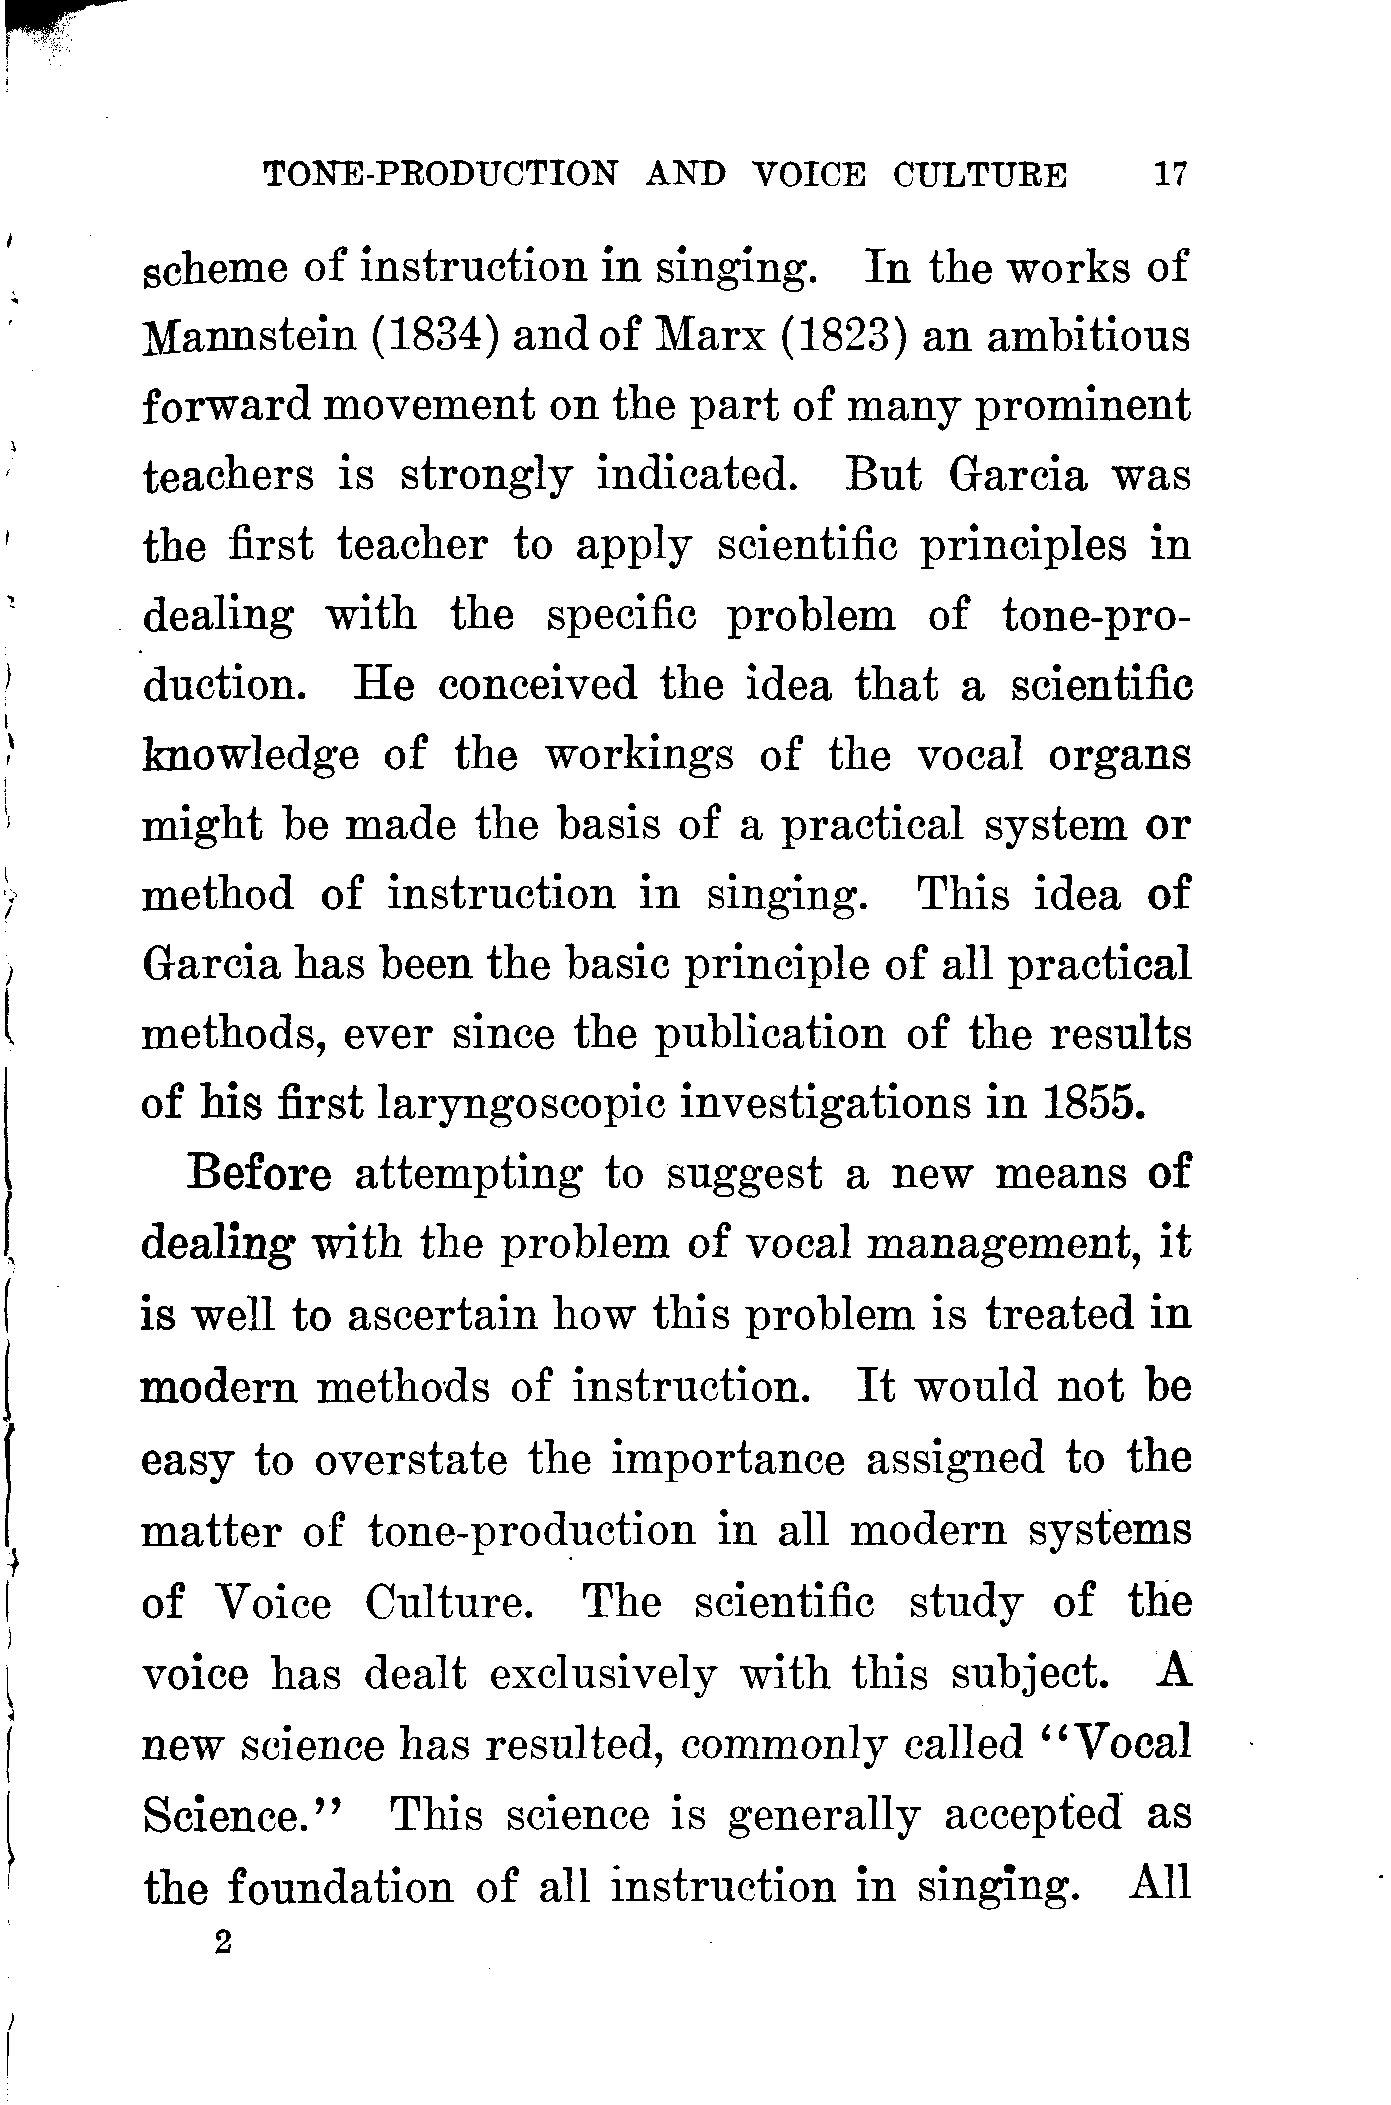 TONE-PRODUCTION AND VOICE CULTURE 17
scheme of instruction in singing. In the works of
Mannstein (1834) and of Marx (1823) an ambitious
forward movement on the part of many prominent
teachers is strongly indicated. But Garcia was
the first teacher to apply scientific principles in
dealing with the specific problem of tone-pro-
duction. He conceived the idea that a scientific
knowledge of the workings of the vocal organs
might be made the basis of a practical system or
method of instruction in singing. This idea of
Garcia has been the basic principle of all practical
methods, ever since the publication of the results
of his first laryngoscopic investigations in 1855.
Before attempting to suggest a new means of
dealing with the problem of vocal management, it
is well to ascertain how this problem is treated in
modern methods of instruction. It would not be
easy to overstate the importance assigned to the
matter of tone-production in all modern systems
of Voice Culture. The scientific study of the
voice has dealt exclusively with this subject. A
new science has resulted, commonly called "Vocal
Science." This science is generally accepted as
the foundation of all instruction in singing. All
2